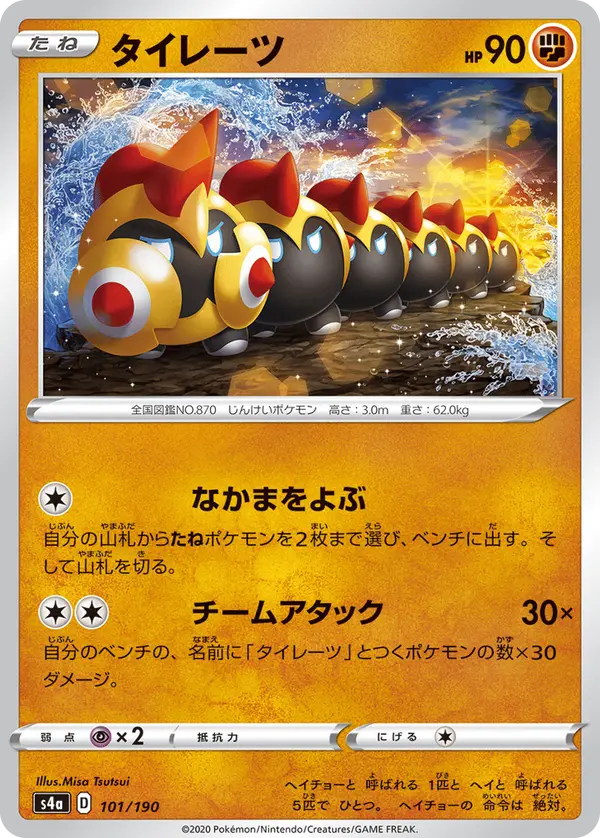 たね タイレーツ HP90
全国図鑑NO.870 じんけいポケモン 高さ:3.0m 重さ:62.0kg
なかまをよぶ
自分の山札からたねポケモンを2枚まで選び、ベンチに出す。そ
して山札を切る。
チームアタック 30×
自分のベンチの、名前に「タイレーツ」とつくポケモンの数×30
ダメージ。
弱点 ×2 抵抗力 にげる
Illus.Misa Tsutsui
s4a D 101/190
ヘイチョーと 呼ばれる 1匹と ヘイと 呼ばれる
5匹で ひとつ。 ヘイチョーの 命令は 絶対。
©2020 Pokémon/Nintendo/Creatures/GAME FREAK.